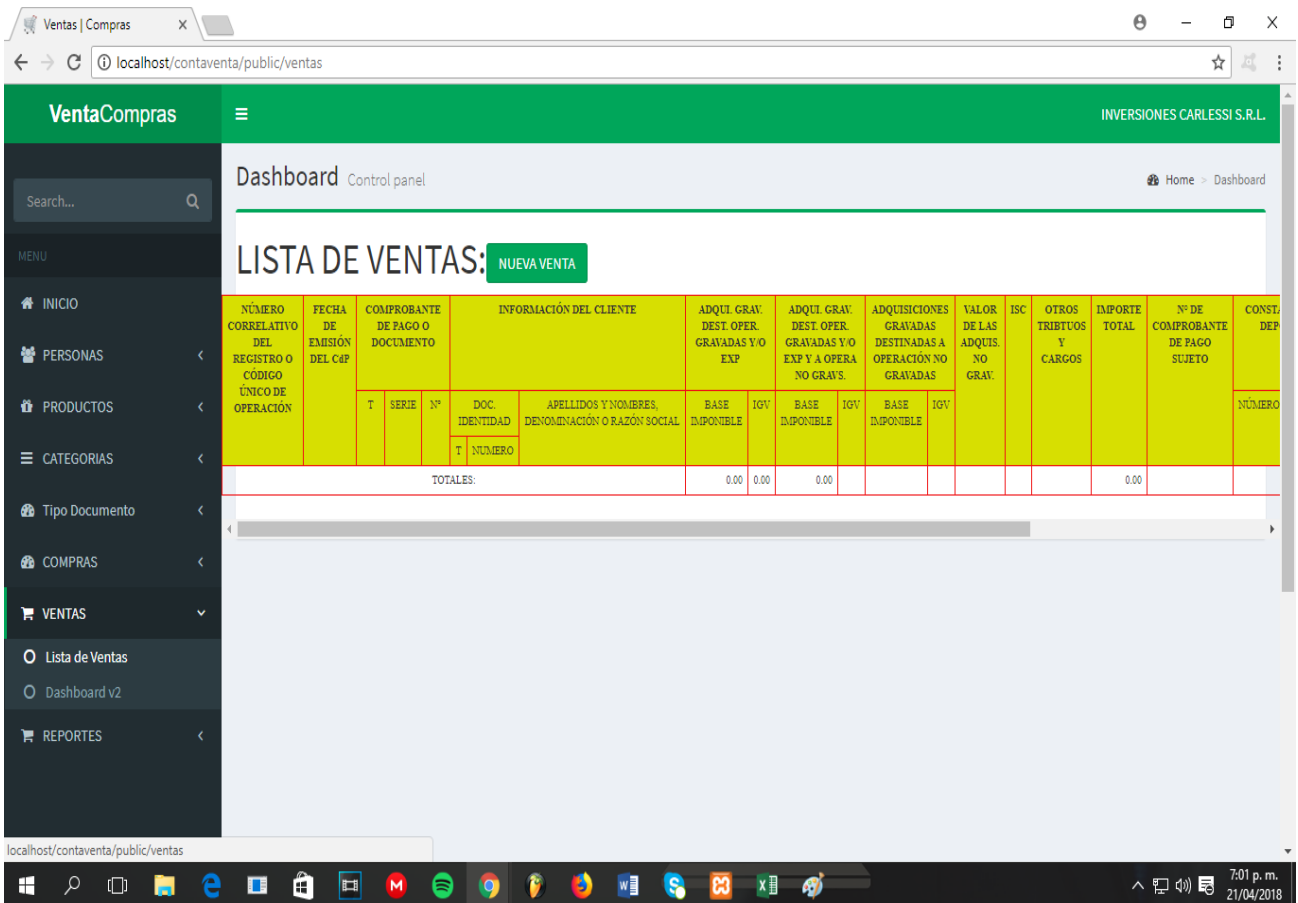 Ventas | Compras
localhost/contaventa/public/ventas
VentaCompras
INVERSIONES CARLESSI S.R.L.
Dashboard Control panel
Home > Dashboard
Search...
MENU
INICIO
PERSONAS
PRODUCTOS
CATEGORIAS
Tipo Documento
COMPRAS
VENTAS
Lista de Ventas
Dashboard v2
REPORTES
LISTA DE VENTAS:
NUEVA VENTA
NÚMERO
CORRELATIVO
DEL
REGISTRO O
CÓDIGO
ÚNICO DE
OPERACIÓN
FECHA
DE
EMISIÓN
DEL CdP
COMPROBANTE
DE PAGO O
DOCUMENTO
INFORMACIÓN DEL CLIENTE
ADQUI. GRAV.
DEST. OPER.
GRAVADAS Y/O
EXP
ADQUI. GRAV.
DEST. OPER.
GRAVADAS Y/O
EXP Y A OPERA
NO GRAVS.
ADQUISICIONES
GRAVADAS
DESTINADAS A
OPERACIÓN NO
GRAVADAS
VALOR
DE LAS
ADQUIS.
NO
GRAV.
ISC
OTROS
TRIBTUOS
Y
CARGOS
IMPORTE
TOTAL
Nº DE
COMPROBANTE
DE PAGO
SUJETO
T
SERIE
Nº
DOC.
IDENTIDAD
APELLIDOS Y NOMBRES,
DENOMINACIÓN O RAZÓN SOCIAL
BASE
IMPONIBLE
IGV
BASE
IMPONIBLE
IGV
BASE
IMPONIBLE
IGV
NÚMERO
T
NUMERO
TOTALES:
0.00
0.00
0.00
0.00
localhost/contaventa/public/ventas
7:01 p. m.
21/04/2018